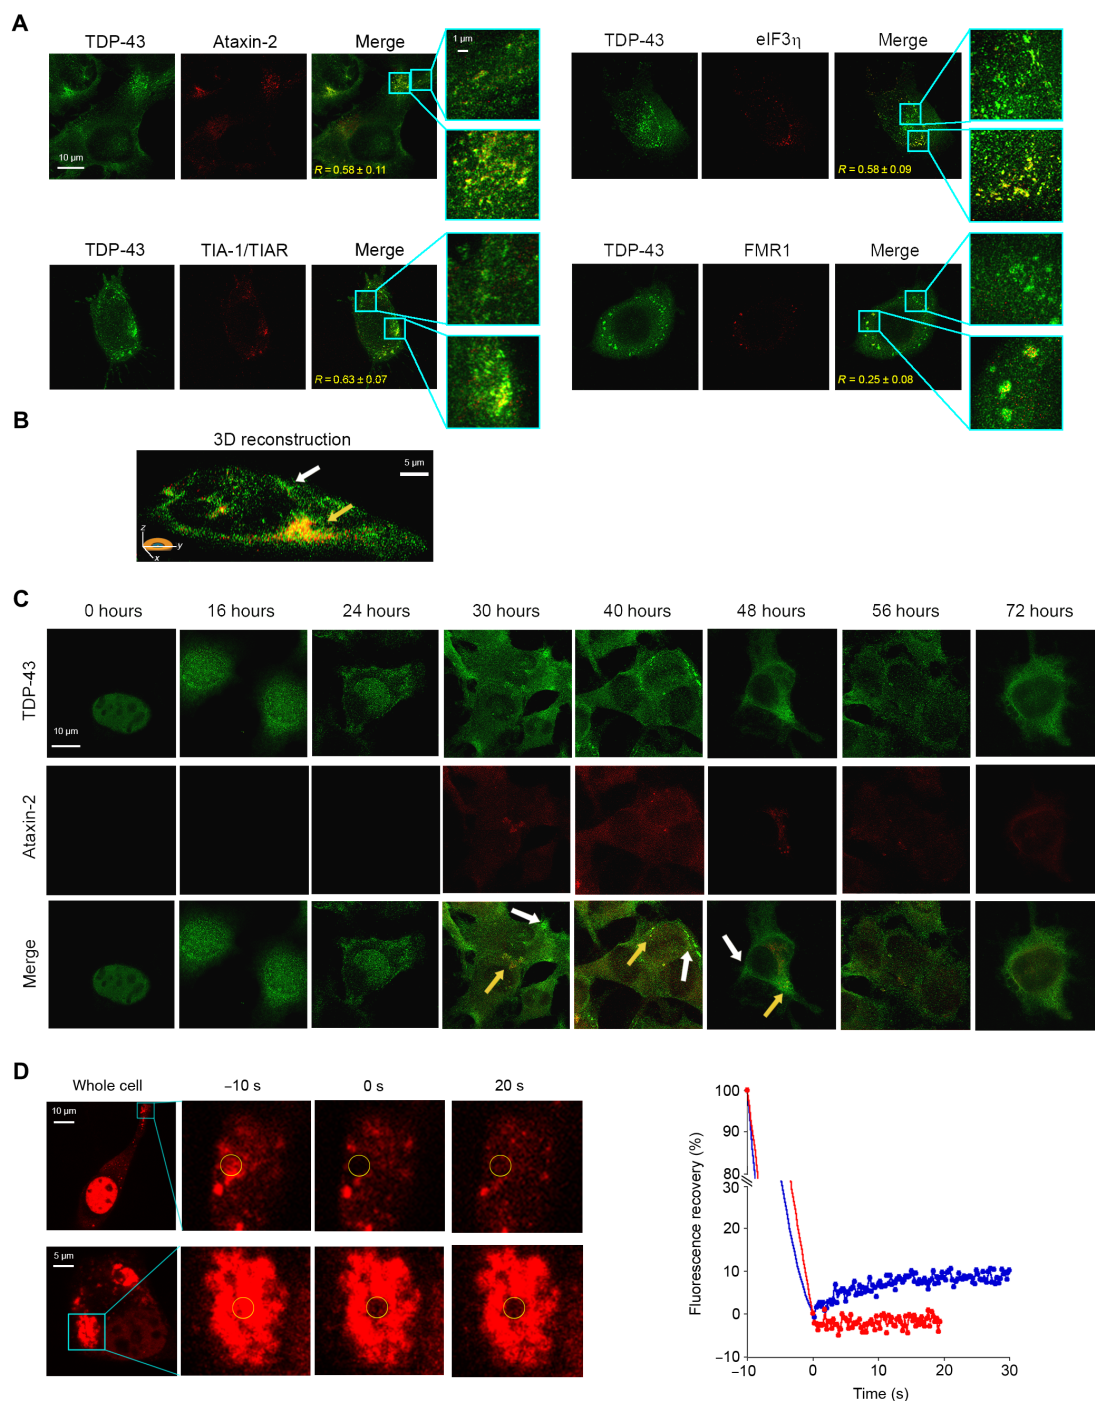 A
TDP-43 Ataxin-2 Merge
1 µm
10 µm
R = 0.58 ± 0.11
TDP-43 eIF3η Merge
R = 0.58 ± 0.09
TDP-43 TIA-1/TIAR Merge
R = 0.63 ± 0.07
TDP-43 FMR1 Merge
R = 0.25 ± 0.08
B
3D reconstruction
5 µm
z
y
x
C
0 hours 16 hours 24 hours 30 hours 40 hours 48 hours 56 hours 72 hours
TDP-43
10 µm
Ataxin-2
Merge
D
Whole cell −10 s 0 s 20 s
10 µm
5 µm
Fluorescence recovery (%)
100
90
80
30
20
10
0
−10
−10 0 10 20 30
Time (s)